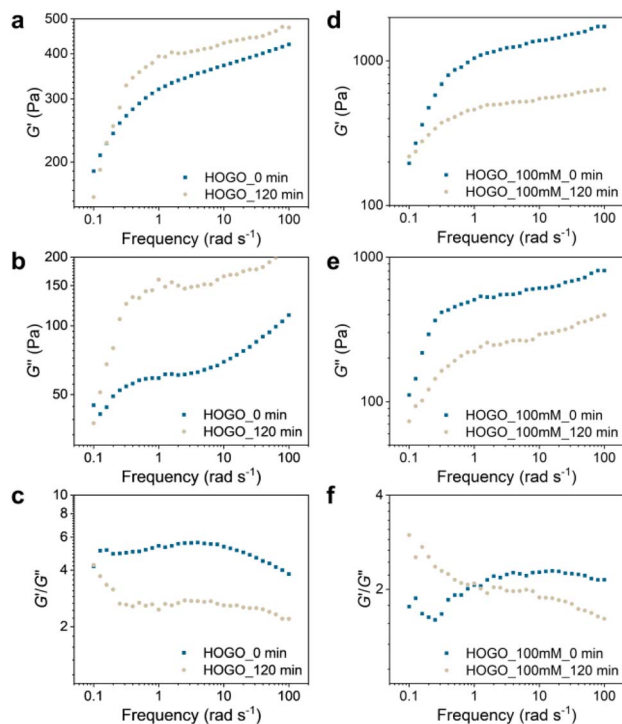 a
500
400
300
200
G' (Pa)
HOGO_0 min
HOGO_120 min
0.1 1 10 100
Frequency (rad s⁻¹)
b
200
150
100
50
G'' (Pa)
HOGO_0 min
HOGO_120 min
0.1 1 10 100
Frequency (rad s⁻¹)
c
10
8
6
4
2
G'/G''
HOGO_0 min
HOGO_120 min
0.1 1 10 100
Frequency (rad s⁻¹)
d
1000
100
G' (Pa)
HOGO_100mM_0 min
HOGO_100mM_120 min
0.1 1 10 100
Frequency (rad s⁻¹)
e
1000
100
G'' (Pa)
HOGO_100mM_0 min
HOGO_100mM_120 min
0.1 1 10 100
Frequency (rad s⁻¹)
f
4
2
G'/G''
HOGO_100mM_0 min
HOGO_100mM_120 min
0.1 1 10 100
Frequency (rad s⁻¹)